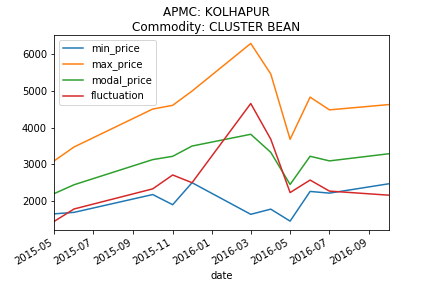 APMC: KOLHAPUR
Commodity: CLUSTER BEAN
min_price
max_price
modal_price
fluctuation
6000
5000
4000
3000
2000
2015-05
2015-07
2015-09
2015-11
2016-01
2016-03
2016-05
2016-07
2016-09
date